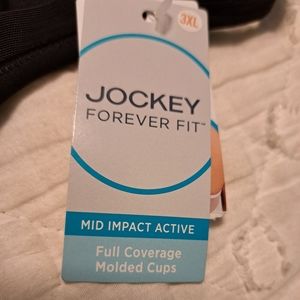 3XL
JOCKEY
FOREVER FIT™
MID IMPACT ACTIVE
Full Coverage
Molded Cups